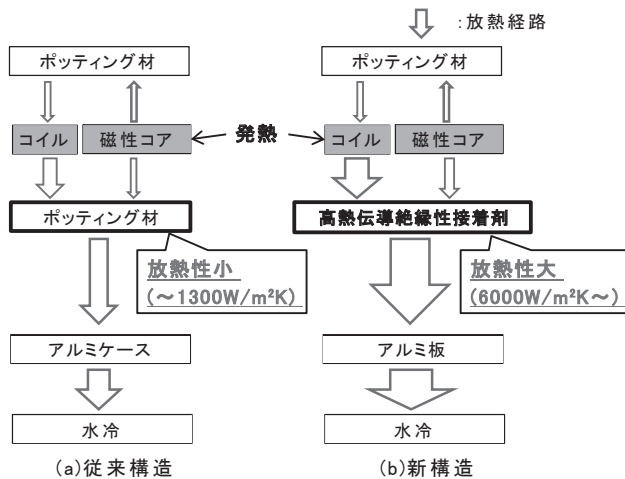 ：放熱経路
ポッティング材
ポッティング材
コイル
磁性コア
発熱
コイル
磁性コア
ポッティング材
高熱伝導絶縁性接着剤
放熱性小
(～1300W/m²K)
放熱性大
(6000W/m²K～)
アルミケース
アルミ板
水冷
水冷
(a)従来構造
(b)新構造